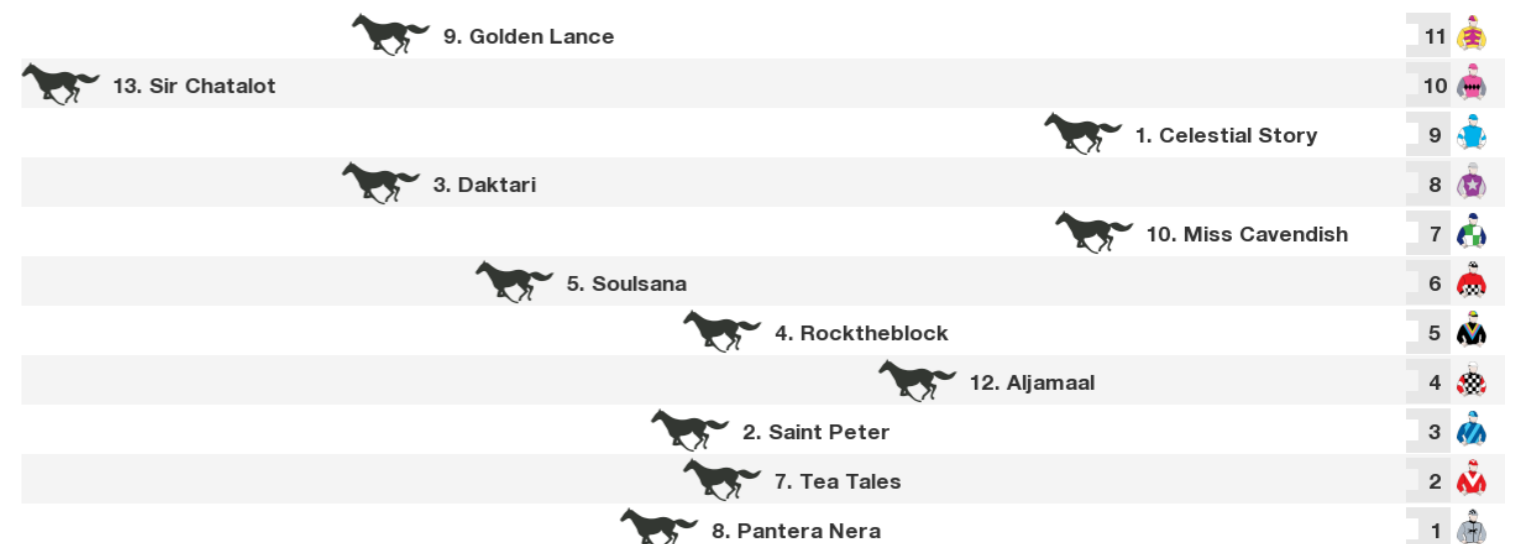 9. Golden Lance 11
13. Sir Chatalot 10
1. Celestial Story 9
3. Daktari 8
10. Miss Cavendish 7
5. Soulsana 6
4. Rocktheblock 5
12. Aljamaal 4
2. Saint Peter 3
7. Tea Tales 2
8. Pantera Nera 1